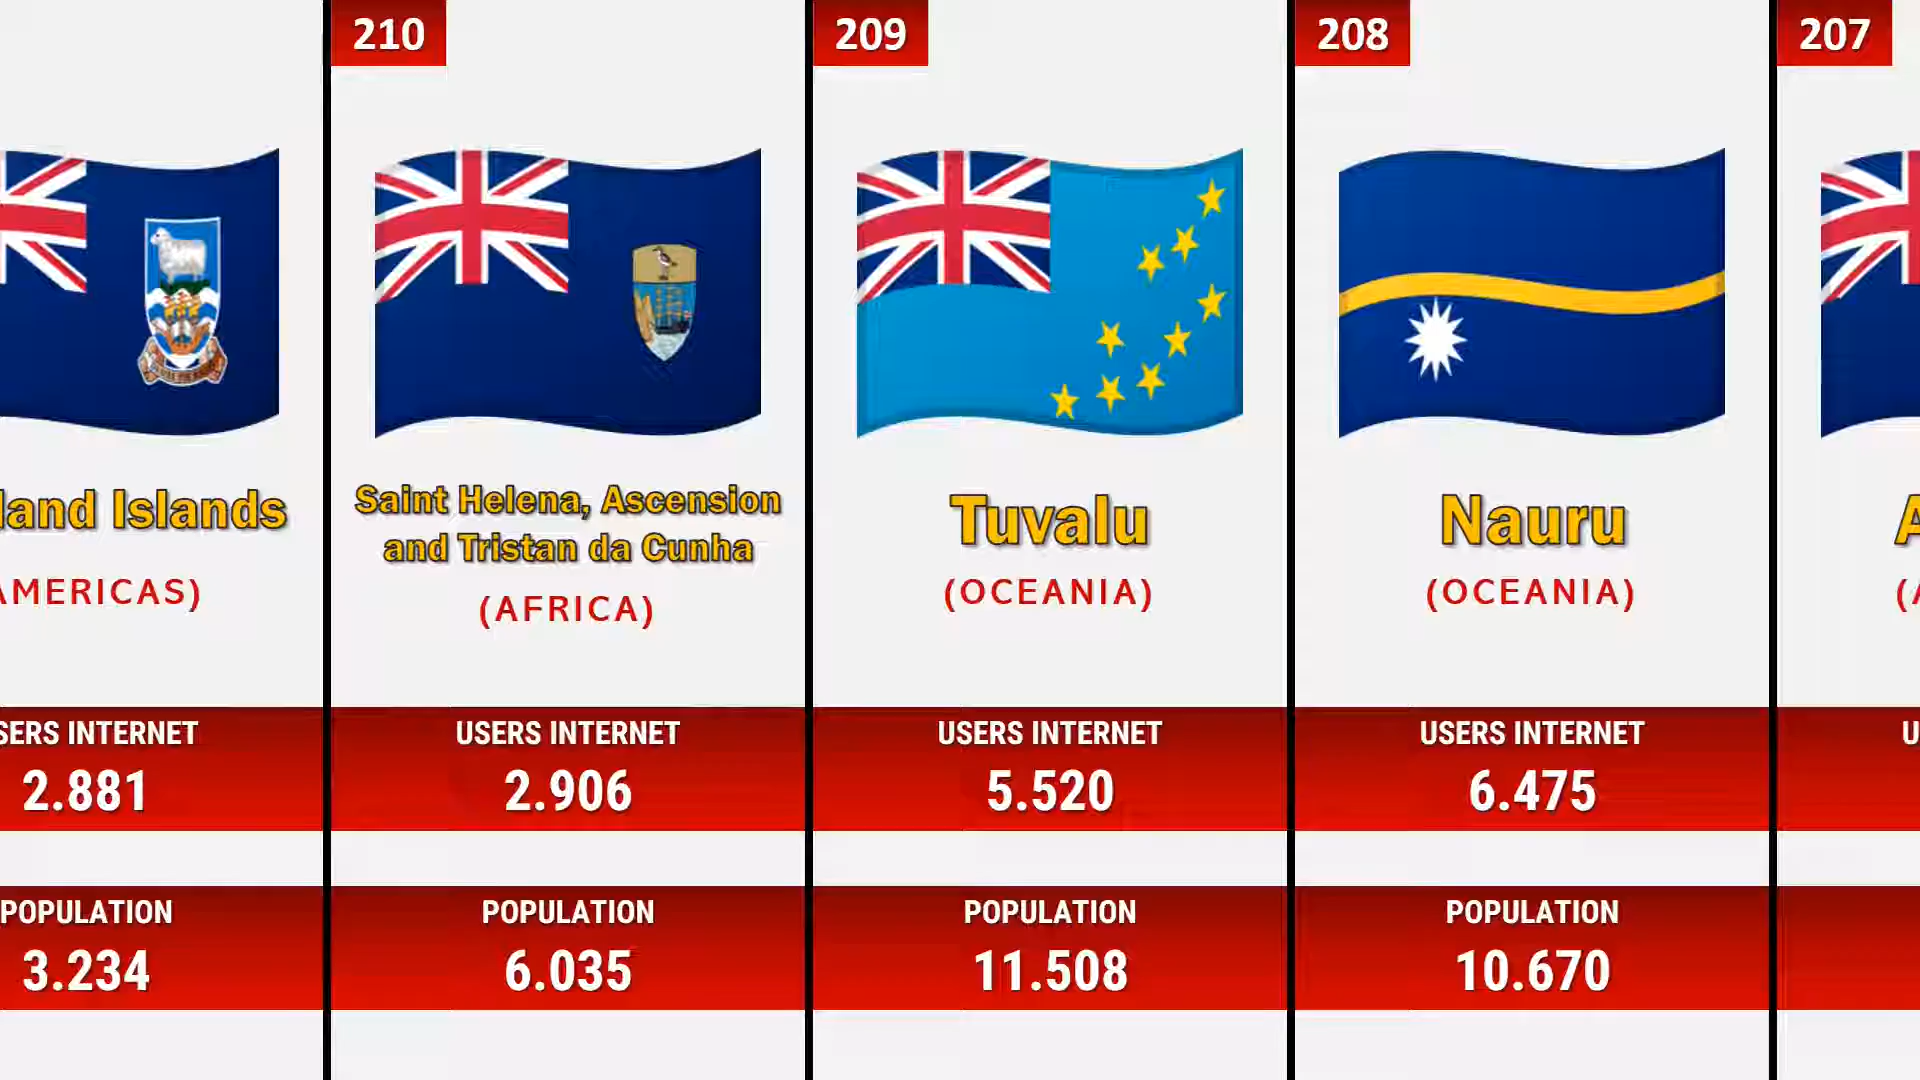 210
209
208
207
land Islands
AMERICAS)
SERS INTERNET
2.881
POPULATION
3.234
Saint Helena, Ascension
and Tristan da Cunha
(AFRICA)
USERS INTERNET
2.906
POPULATION
6.035
Tuvalu
(OCEANIA)
USERS INTERNET
5.520
POPULATION
11.508
Nauru
(OCEANIA)
USERS INTERNET
6.475
POPULATION
10.670
A
(A
U